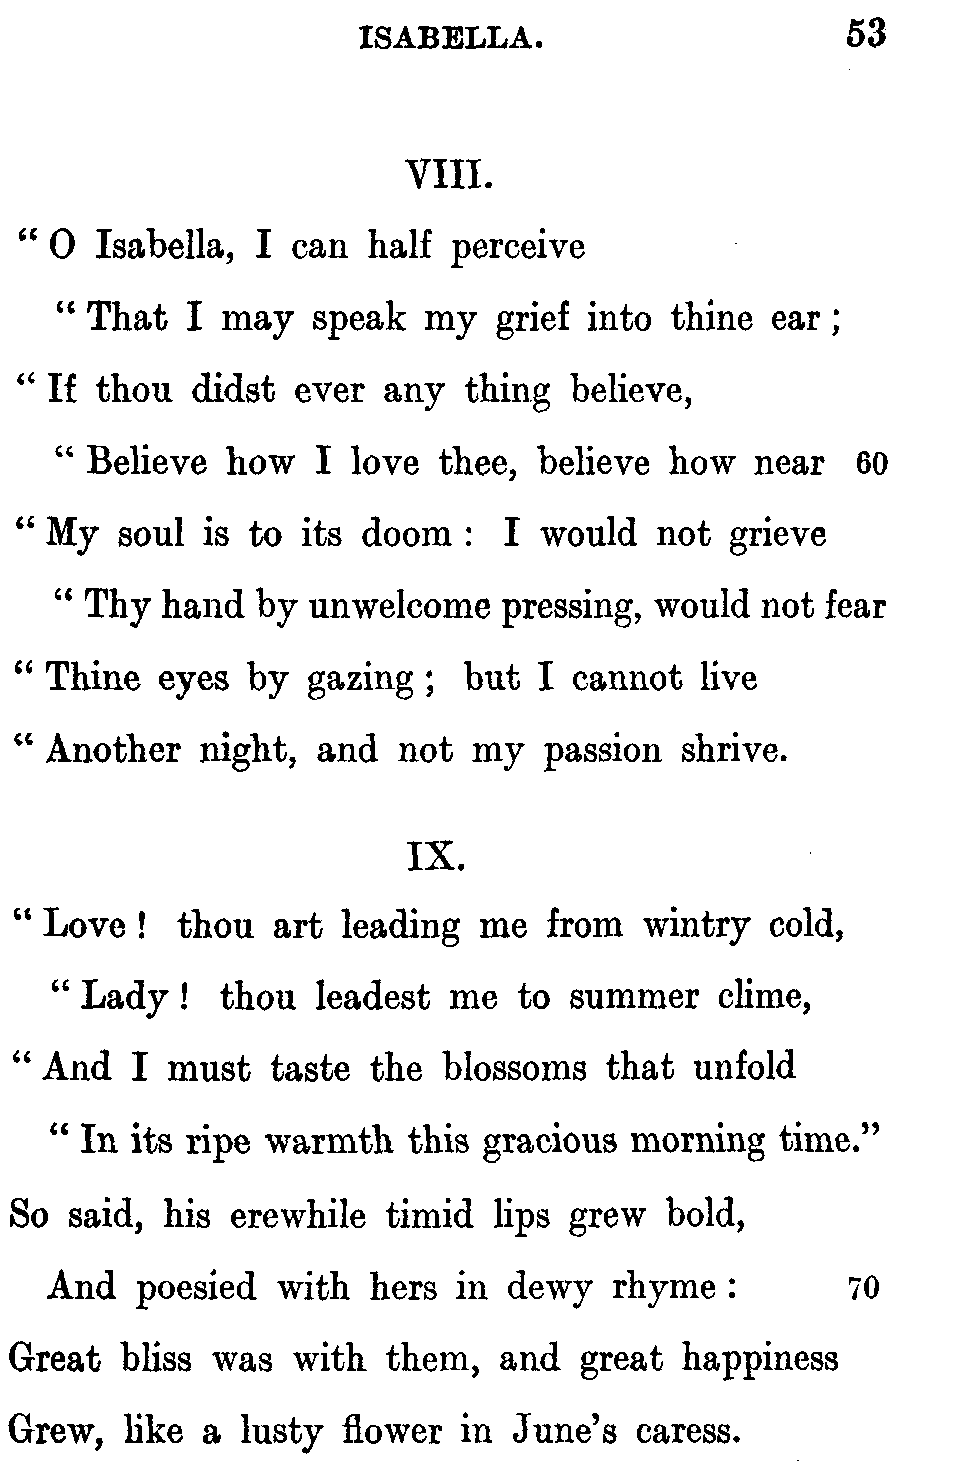 ISABELLA. 53
VIII.
“ O Isabella, I can half perceive
“ That I may speak my grief into thine ear ;
“ If thou didst ever any thing believe,
“ Believe how I love thee, believe how near 60
“ My soul is to its doom : I would not grieve
“ Thy hand by unwelcome pressing, would not fear
“ Thine eyes by gazing ; but I cannot live
“ Another night, and not my passion shrive.
IX.
“ Love ! thou art leading me from wintry cold,
“ Lady ! thou leadest me to summer clime,
“ And I must taste the blossoms that unfold
“ In its ripe warmth this gracious morning time.”
So said, his erewhile timid lips grew bold,
And poesied with hers in dewy rhyme : 70
Great bliss was with them, and great happiness
Grew, like a lusty flower in June’s caress.